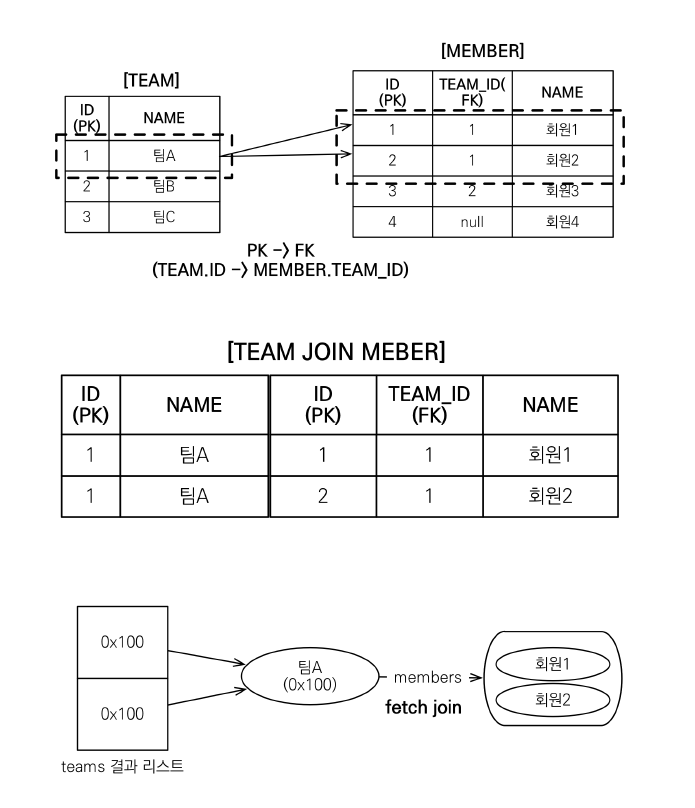 [TEAM]
ID
(PK)
NAME
1
팀A
2
팀B
3
팀C
[MEMBER]
ID
(PK)
TEAM_ID(
FK)
NAME
1
1
회원1
2
1
회원2
3
2
회원3
4
null
회원4
PK -> FK
(TEAM.ID -> MEMBER.TEAM_ID)
[TEAM JOIN MEBER]
ID
(PK)
NAME
ID
(PK)
TEAM_ID
(FK)
NAME
1
팀A
1
1
회원1
1
팀A
2
1
회원2
0x100
0x100
teams 결과 리스트
팀A
(0x100)
members
fetch join
회원1
회원2